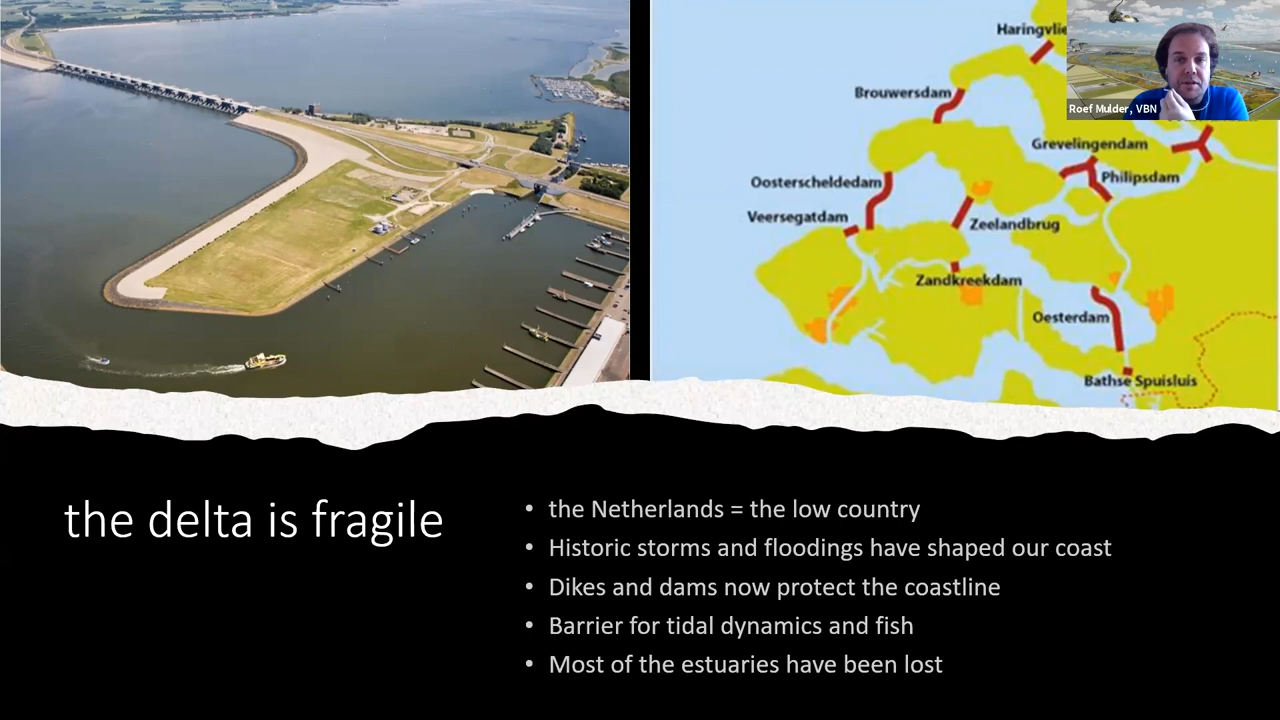 Haringvlie
Brouwersdam
Grevelingendam
Oosterscheldedam
Philipsdam
Veersegatdam
Zeelandbrug
Zandkreekdam
Oesterdam
Bathse Spuisluis
Roef Mulder, VBN
the delta is fragile
• the Netherlands = the low country
• Historic storms and floodings have shaped our coast
• Dikes and dams now protect the coastline
• Barrier for tidal dynamics and fish
• Most of the estuaries have been lost